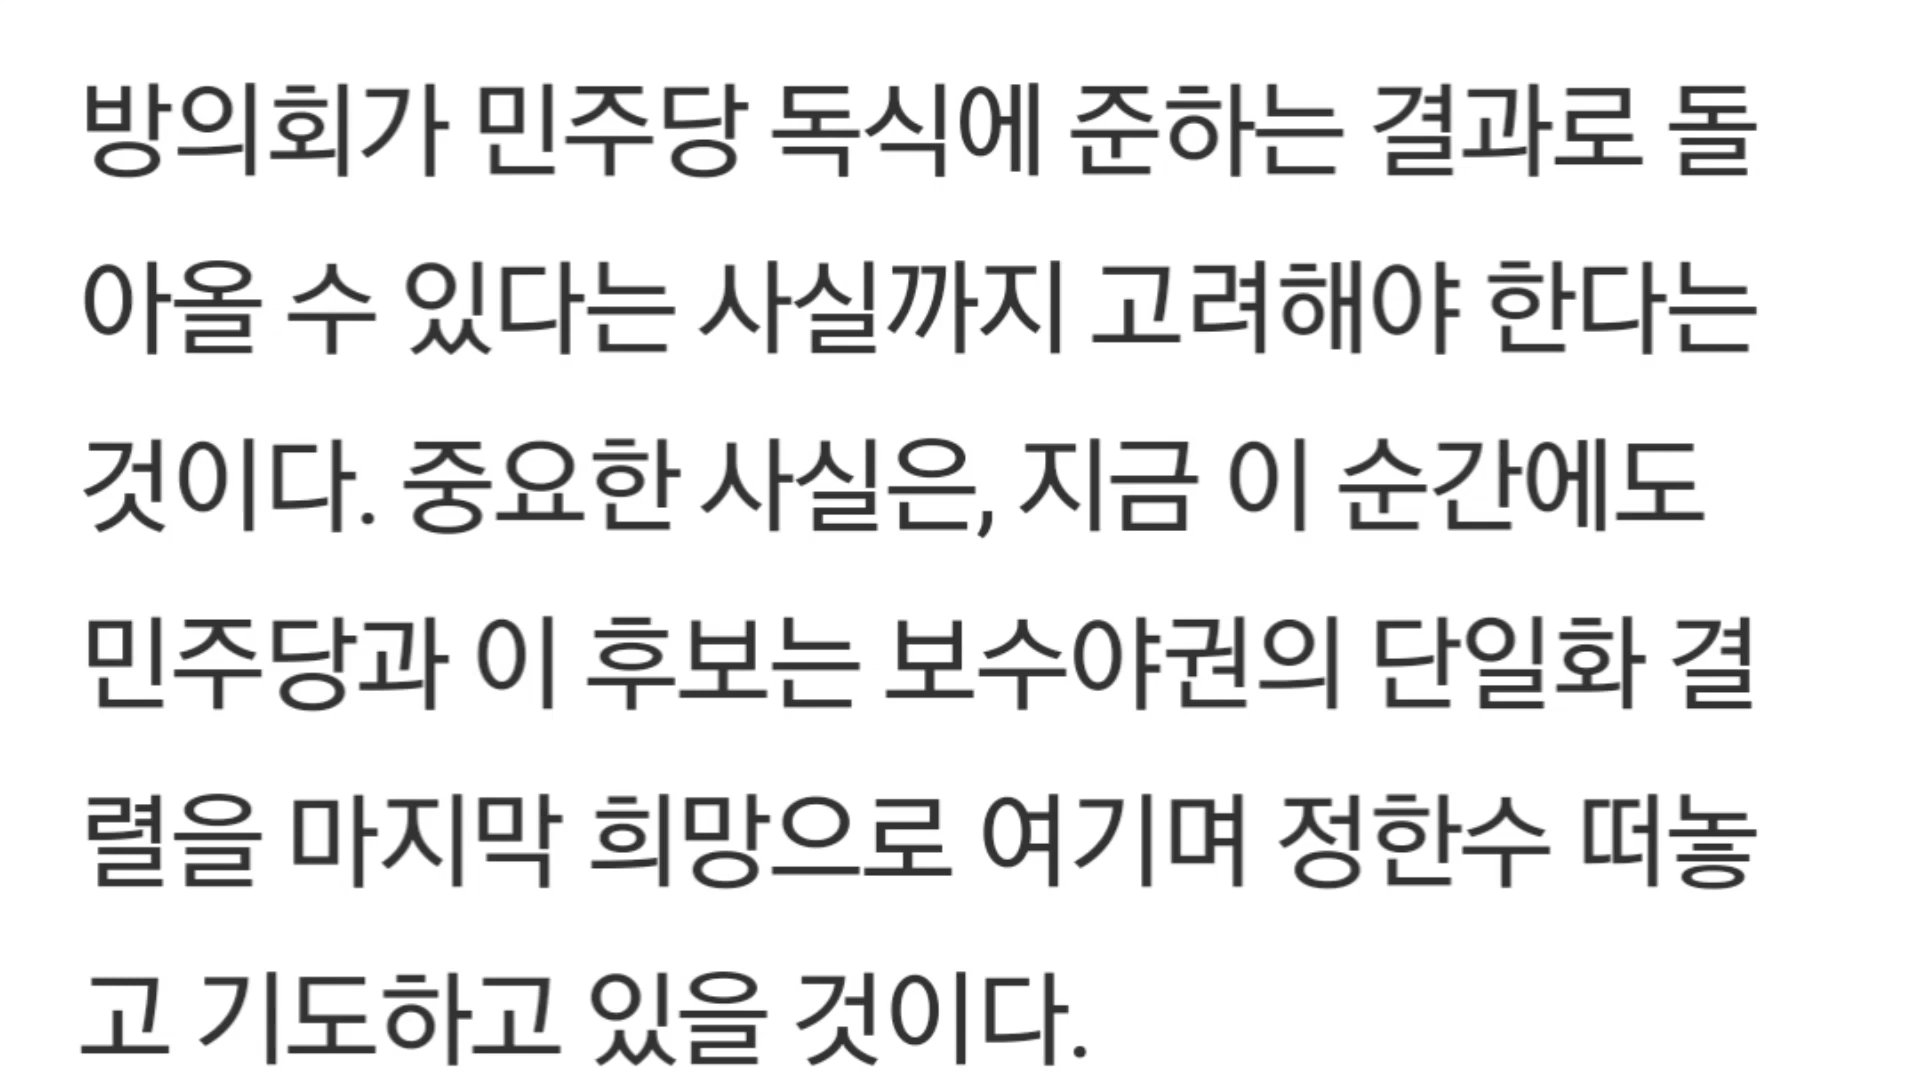 방의회가 민주당 독식에 준하는 결과로 돌
아올 수 있다는 사실까지 고려해야 한다는
것이다. 중요한 사실은, 지금 이 순간에도
민주당과 이 후보는 보수야권의 단일화 결
렬을 마지막 희망으로 여기며 정한수 떠놓
고 기도하고 있을 것이다.